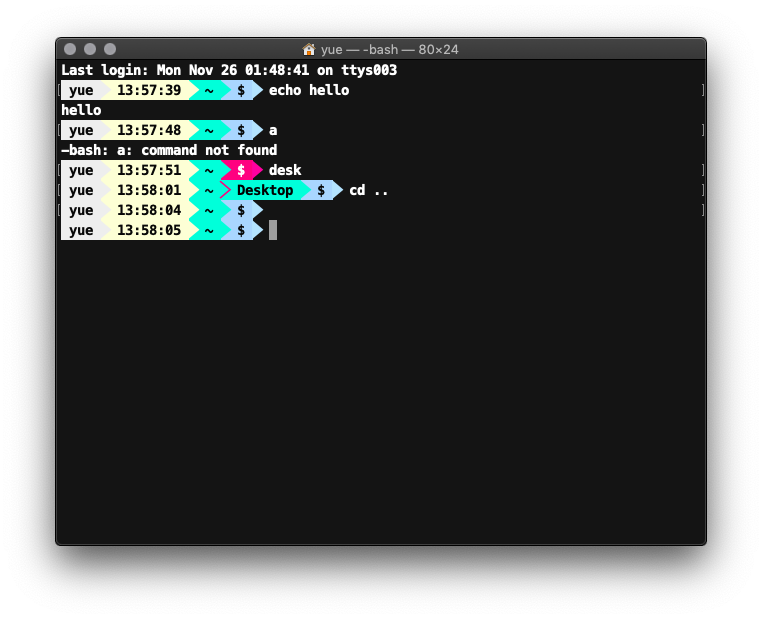 yue — -bash — 80×24
Last login: Mon Nov 26 01:48:41 on ttys003
yue 13:57:39 ~ $ echo hello
hello
yue 13:57:48 ~ $ a
-bash: a: command not found
yue 13:57:51 ~ $ desk
yue 13:58:01 ~ Desktop $ cd ..
yue 13:58:04 ~ $
yue 13:58:05 ~ $